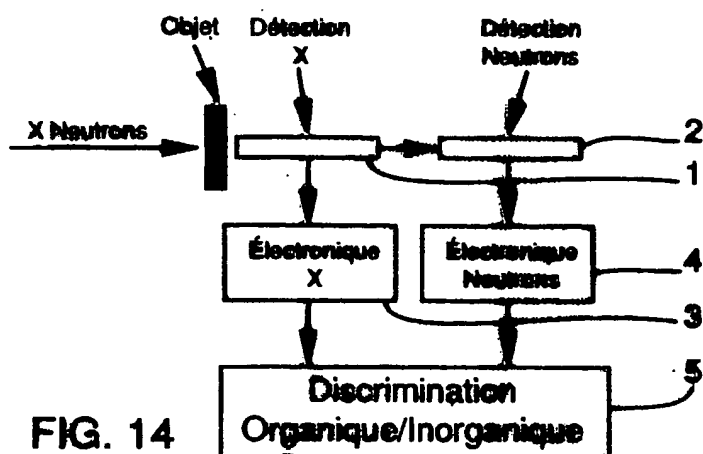 Objet
Détection
X
Détection
Neutrons
X Neutrons
2
1
Électronique
X
Électronique
Neutrons
4
3
5
Discrimination
Organique/Inorganique
FIG. 14